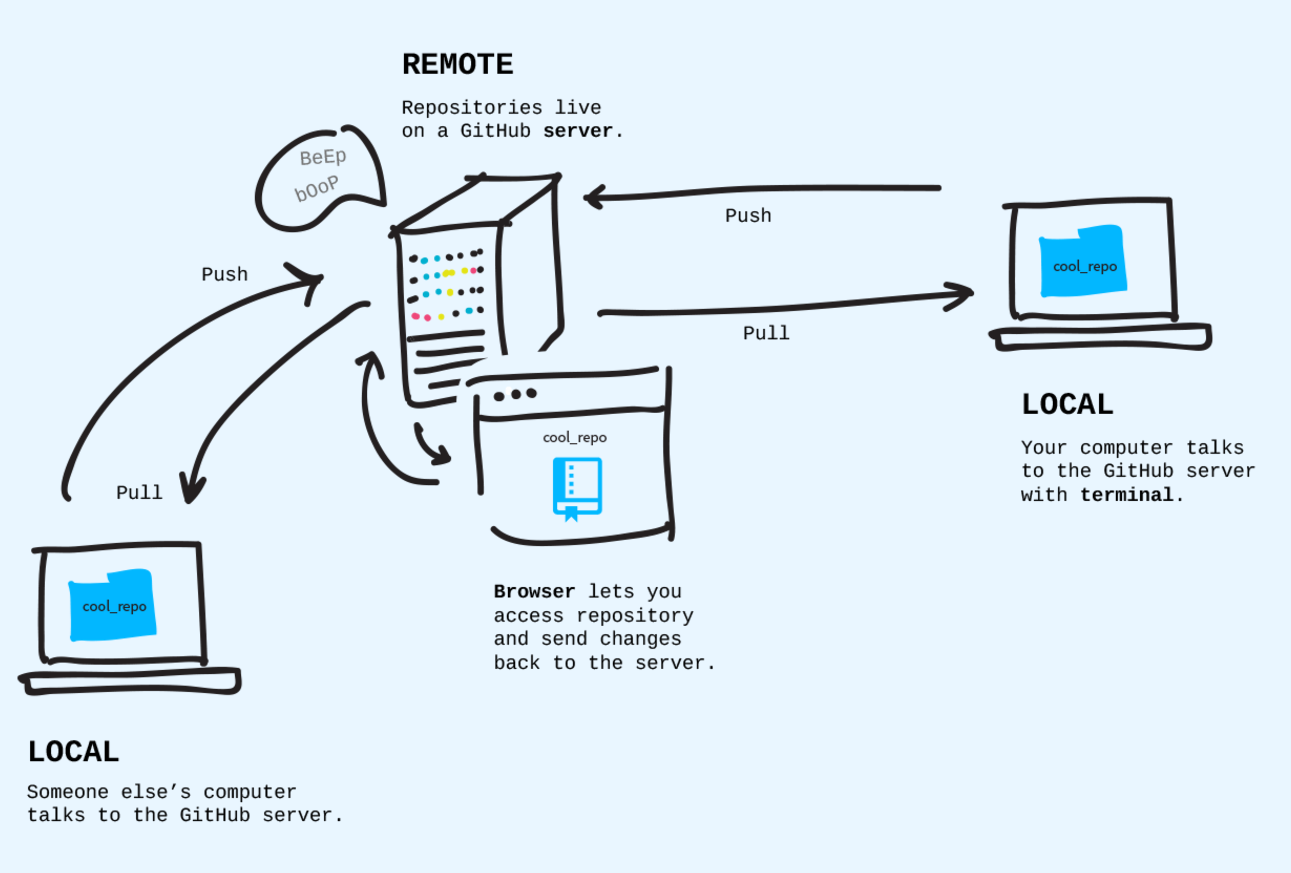 REMOTE
Repositories live
on a GitHub server.
BeEp
bOoP
Push
cool_repo
Push
Pull
LOCAL
Your computer talks
to the GitHub server
with terminal.
cool_repo
Pull
Browser lets you
access repository
and send changes
back to the server.
cool_repo
LOCAL
Someone else’s computer
talks to the GitHub server.